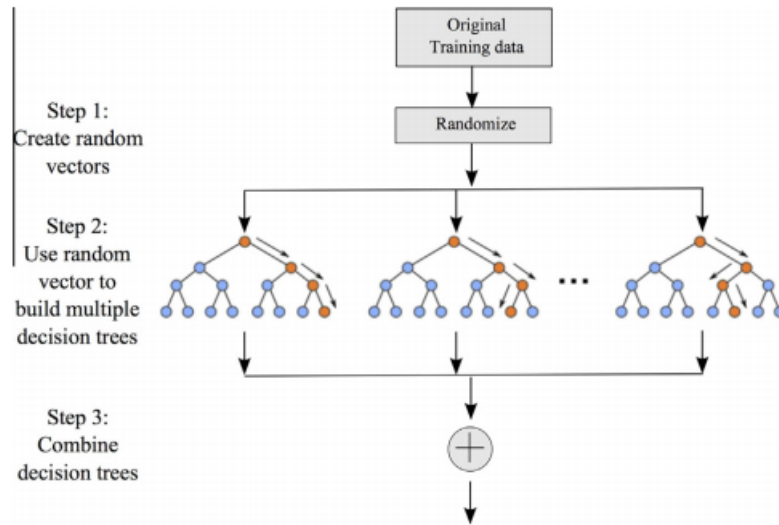 Original
Training data
Step 1:
Create random
vectors
Randomize
Step 2:
Use random
vector to
build multiple
decision trees
...
Step 3:
Combine
decision trees
+